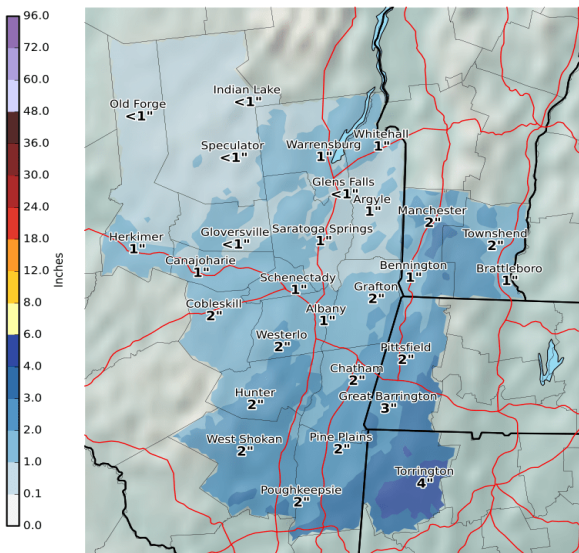 96.0
72.0
60.0
48.0
36.0
30.0
24.0
18.0
12.0
8.0
6.0
4.0
3.0
2.0
1.0
0.1
0.0
Inches
Old Forge
<1"
Indian Lake
<1"
Speculator
<1"
Warrensburg
1"
Whitehall
1"
Glens Falls
<1"
Argyle
1"
Manchester
2"
Herkimer
1"
Gloversville
<1"
Saratoga Springs
1"
Townshend
2"
Canajoharie
1"
Bennington
1"
Brattleboro
1"
Schenectady
1"
Grafton
2"
Cobleskill
2"
Albany
1"
Westerlo
2"
Pittsfield
2"
Chatham
2"
Hunter
2"
Great Barrington
3"
West Shokan
2"
Pine Plains
2"
Torrington
4"
Poughkeepsie
2"